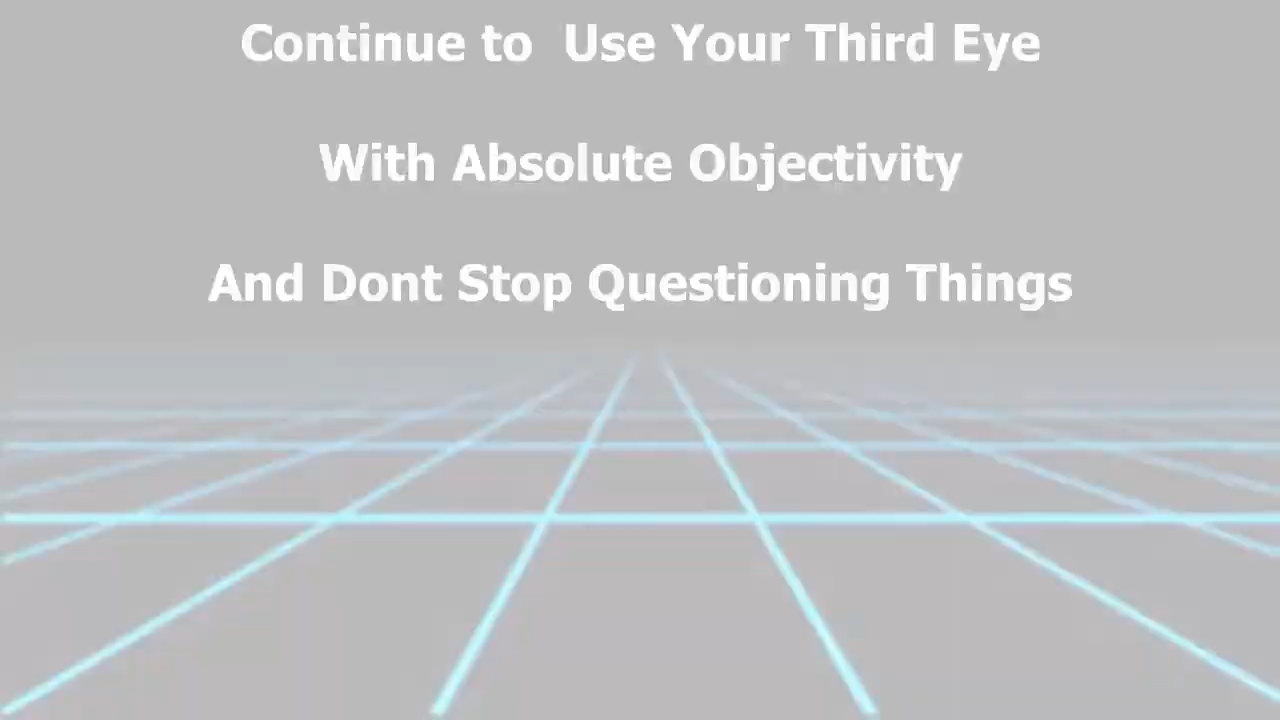 Continue to  Use Your Third Eye
With Absolute Objectivity
And Dont Stop Questioning Things